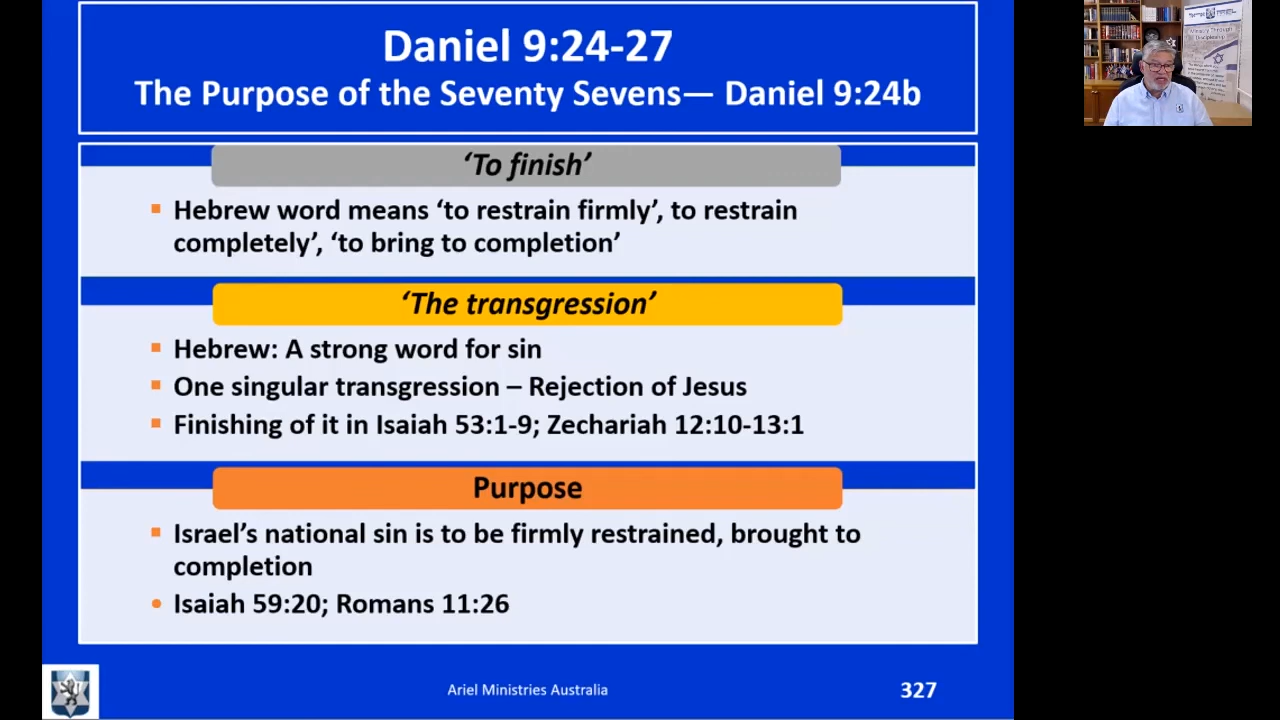 Daniel 9:24-27
The Purpose of the Seventy Sevens— Daniel 9:24b
‘To finish’
Hebrew word means ‘to restrain firmly’, to restrain
completely’, ‘to bring to completion’
‘The transgression’
Hebrew: A strong word for sin
One singular transgression – Rejection of Jesus
Finishing of it in Isaiah 53:1-9; Zechariah 12:10-13:1
Purpose
Israel’s national sin is to be firmly restrained, brought to
completion
Isaiah 59:20; Romans 11:26
Ariel Ministries Australia
327